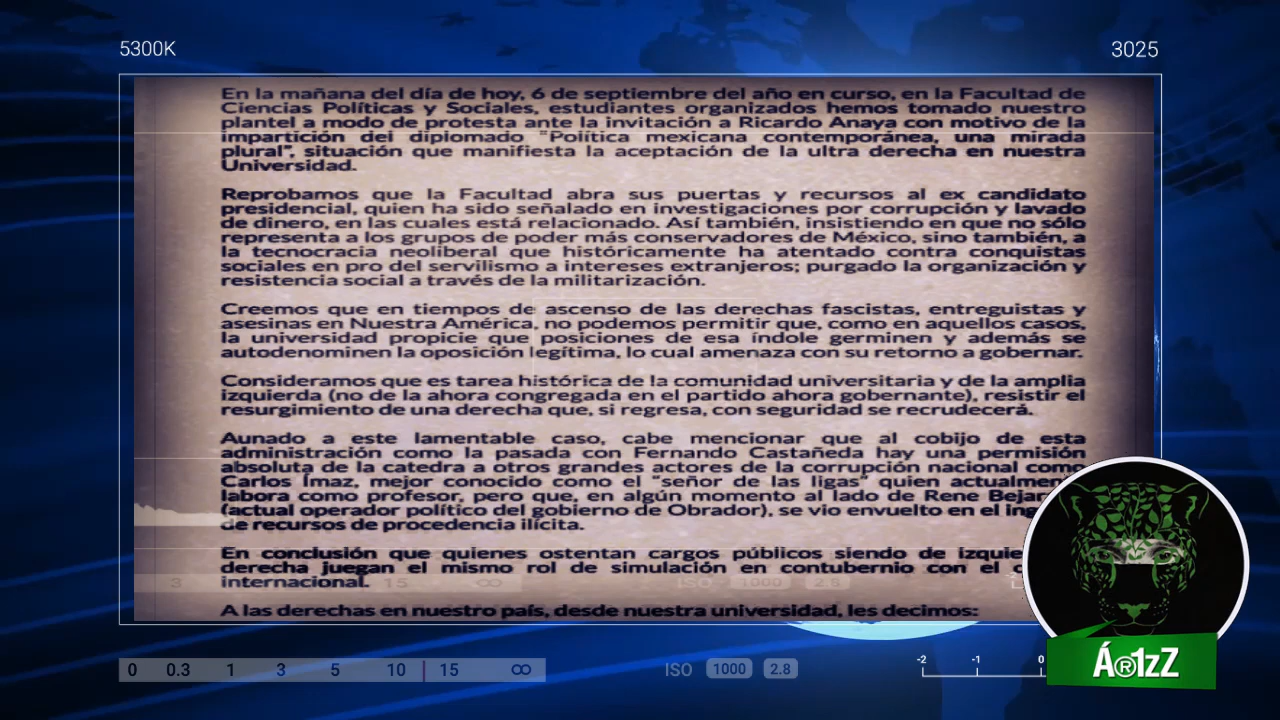 5300K
3025
En la mañana del día de hoy, 6 de septiembre del año en curso, en la Facultad de
Ciencias Políticas y Sociales, estudiantes organizados hemos tomado nuestro
plantel a modo de protesta ante la invitación a Ricardo Anaya con motivo de la
impartición del diplomado "Política mexicana contemporánea, una mirada
plural", situación que manifiesta la aceptación de la ultra derecha en nuestra
Universidad.
Reprobamos que la Facultad abra sus puertas y recursos al ex candidato
presidencial, quien ha sido señalado en investigaciones por corrupción y lavado
de dinero, en las cuales está relacionado. Así también, insistiendo en que no sólo
representa a los grupos de poder más conservadores de México, sino también, a
la tecnocracia neoliberal que históricamente ha atentado contra conquistas
sociales en pro del servilismo a intereses extranjeros; purgado la organización y
resistencia social a través de la militarización.
Creemos que en tiempos de ascenso de las derechas fascistas, entreguistas y
asesinas en Nuestra América, no podemos permitir que, como en aquellos casos,
la universidad propicie que posiciones de esa índole germinen y además se
autodenominen la oposición legítima, lo cual amenaza con su retorno a gobernar.
Consideramos que es tarea histórica de la comunidad universitaria y de la amplia
izquierda (no de la ahora congregada en el partido ahora gobernante), resistir el
resurgimiento de una derecha que, si regresa, con seguridad se recrudecerá.
Aunado a este lamentable caso, cabe mencionar que al cobijo de esta
administración como la pasada con Fernando Castañeda hay una permisión
absoluta de la catedra a otros grandes actores de la corrupción nacional como
Carlos Ímaz, mejor conocido como el "señor de las ligas" quien actualmen
labora como profesor, pero que, en algún momento al lado de Rene Bejar
(actual operador político del gobierno de Obrador), se vio envuelto en el ing
de recursos de procedencia ilícita.
En conclusión que quienes ostentan cargos públicos siendo de izquie
derecha juegan el mismo rol de simulación en contubernio con el c
internacional.
3 15 ∞ ISO 1000 2.8
A las derechas en nuestro país, desde nuestra universidad, les decimos:
0 0.3 1 3 5 10 15 ∞
ISO 1000 2.8
-2 -1 0
Á®1zZ